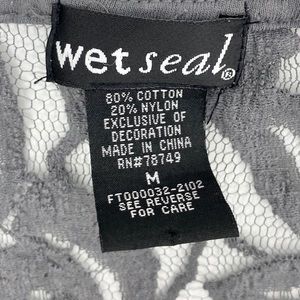 wet seal®
80% COTTON
20% NYLON
EXCLUSIVE OF
DECORATION
MADE IN CHINA
RN#78749
M
FT000032-2102
SEE REVERSE
FOR CARE